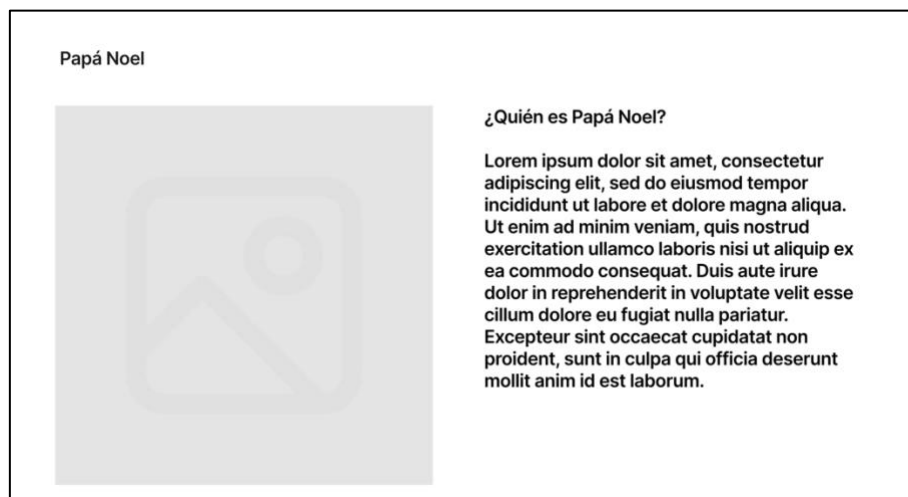 Papá Noel
¿Quién es Papá Noel?
Lorem ipsum dolor sit amet, consectetur
adipiscing elit, sed do eiusmod tempor
incididunt ut labore et dolore magna aliqua.
Ut enim ad minim veniam, quis nostrud
exercitation ullamco laboris nisi ut aliquip ex
ea commodo consequat. Duis aute irure
dolor in reprehenderit in voluptate velit esse
cillum dolore eu fugiat nulla pariatur.
Excepteur sint occaecat cupidatat non
proident, sunt in culpa qui officia deserunt
mollit anim id est laborum.